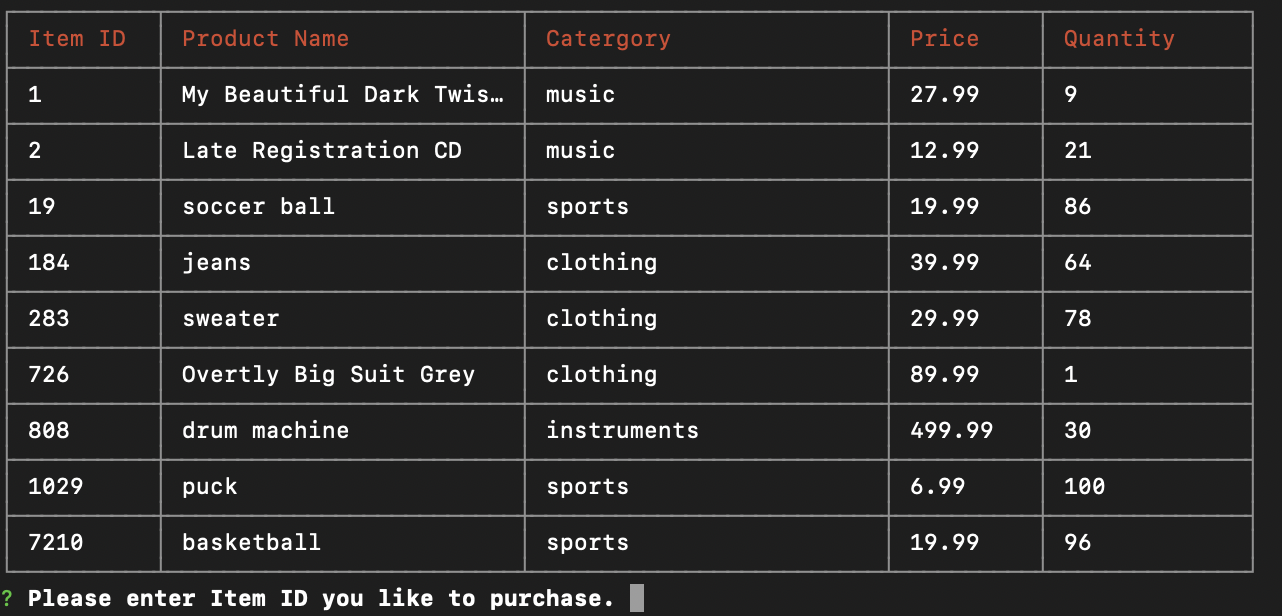 Item ID Product Name Catergory Price Quantity
1 My Beautiful Dark Twis… music 27.99 9
2 Late Registration CD music 12.99 21
19 soccer ball sports 19.99 86
184 jeans clothing 39.99 64
283 sweater clothing 29.99 78
726 Overtly Big Suit Grey clothing 89.99 1
808 drum machine instruments 499.99 30
1029 puck sports 6.99 100
7210 basketball sports 19.99 96
? Please enter Item ID you like to purchase.